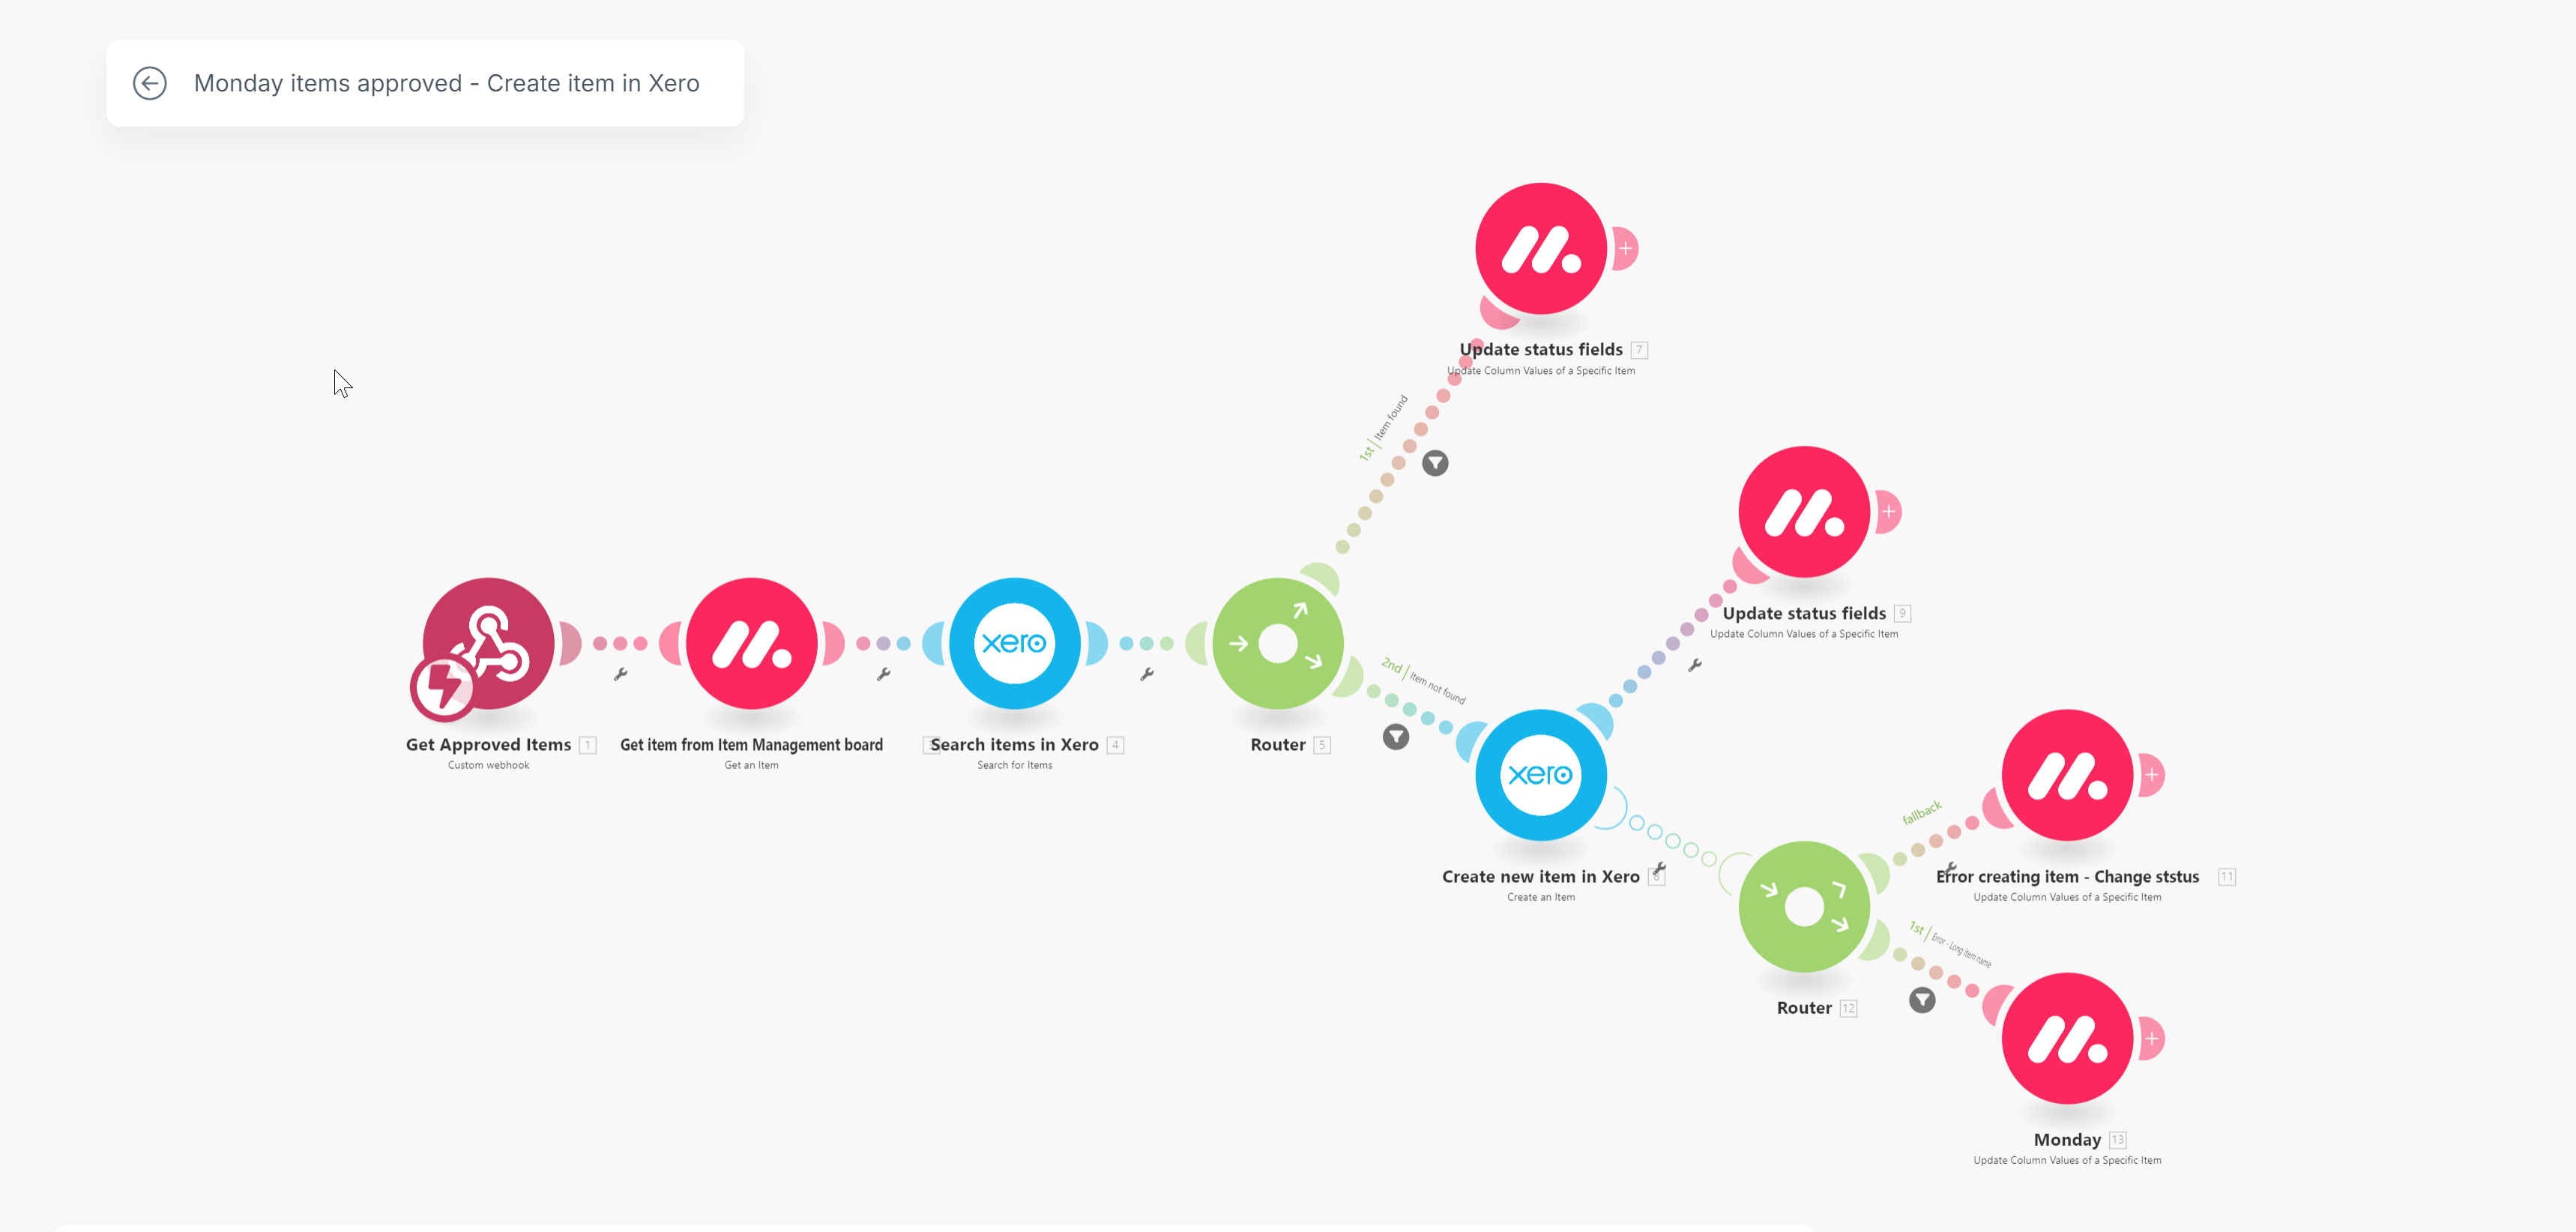 Monday items approved - Create item in Xero
Update status fields 7
Update Column Values of a Specific Item
1st | Item found
Update status fields 9
Update Column Values of a Specific Item
xero
Get Approved Items 1
Custom webhook
Get item from Item Management board
Get an Item
Search items in Xero 4
Search for Items
Router 5
2nd | Item not found
xero
Create new item in Xero
Create an Item
fallback
Error creating item - Change ststus 11
Update Column Values of a Specific Item
1st | Error - Long item name
Router 12
Monday 13
Update Column Values of a Specific Item